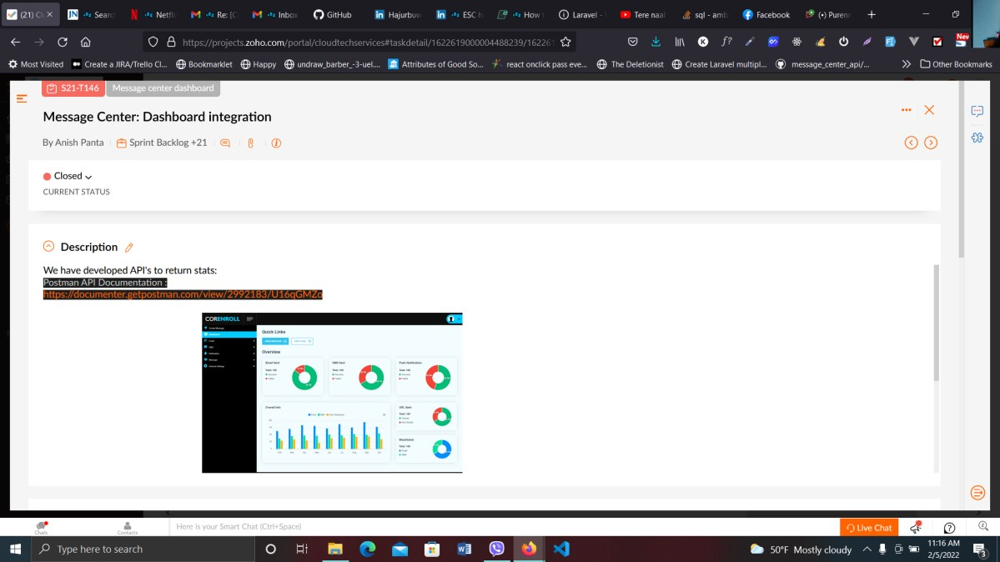 (21) Cl
Sear
Netfl
Re: [C
Inbox
GitHub
Hajurbuw
ESC h
How t
Laravel -
Tere naal
sql - amb
Facebook
(•) Puren
https://projects.zoho.com/portal/cloudtechservices#taskdetail/1622619000004488239/16226
New
Most Visited
Create a JIRA/Trello Cl...
Bookmarklet
Happy
undraw_barber_-3-uel....
Attributes of Good So...
react onclick pass eve...
The Deletionist
Create Laravel multipl...
message_center_api/...
Other Bookmarks
S21-T146
Message center dashboard
Message Center: Dashboard integration
By Anish Panta
Sprint Backlog +21
Closed
CURRENT STATUS
Description
We have developed API's to return stats:
Postman API Documentation :
https://documenter.getpostman.com/view/2992183/U16qGMZo
CORENROLL
Quick Links
Overview
Email Sent
SMS Sent
Push Notification
URL Sent
Chats
Contacts
Here is your Smart Chat (Ctrl+Space)
Live Chat
Type here to search
50°F Mostly cloudy
11:16 AM
2/5/2022
3